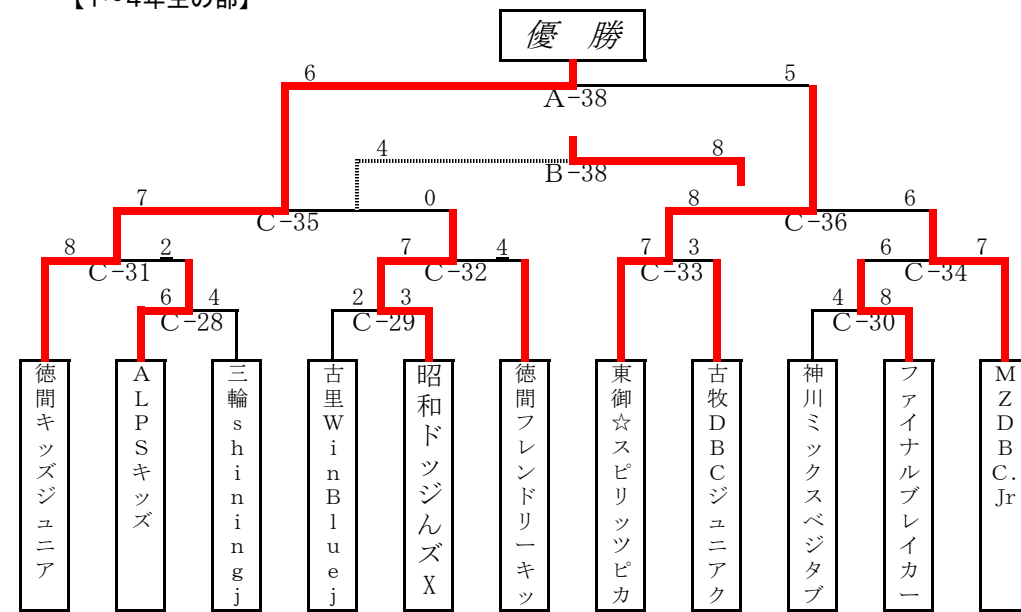 【1～4年生の部】
優　勝
6
5
A-38
4
8
B-38
7
0
8
6
C-35
C-36
8
2
7
4
7
3
6
7
C-31
C-32
C-33
C-34
6
4
2
3
4
8
C-28
C-29
C-30
徳間キッズジュニア
ALPSキッズ
三輪shiningj
古里WinBluej
昭和ドッジんズX
徳間フレンドリーキッ
東御☆スピリッツピカ
古牧DBCジュニアク
神川ミックスベジタブ
ファイナルブレイカー
MZDBC.Jr